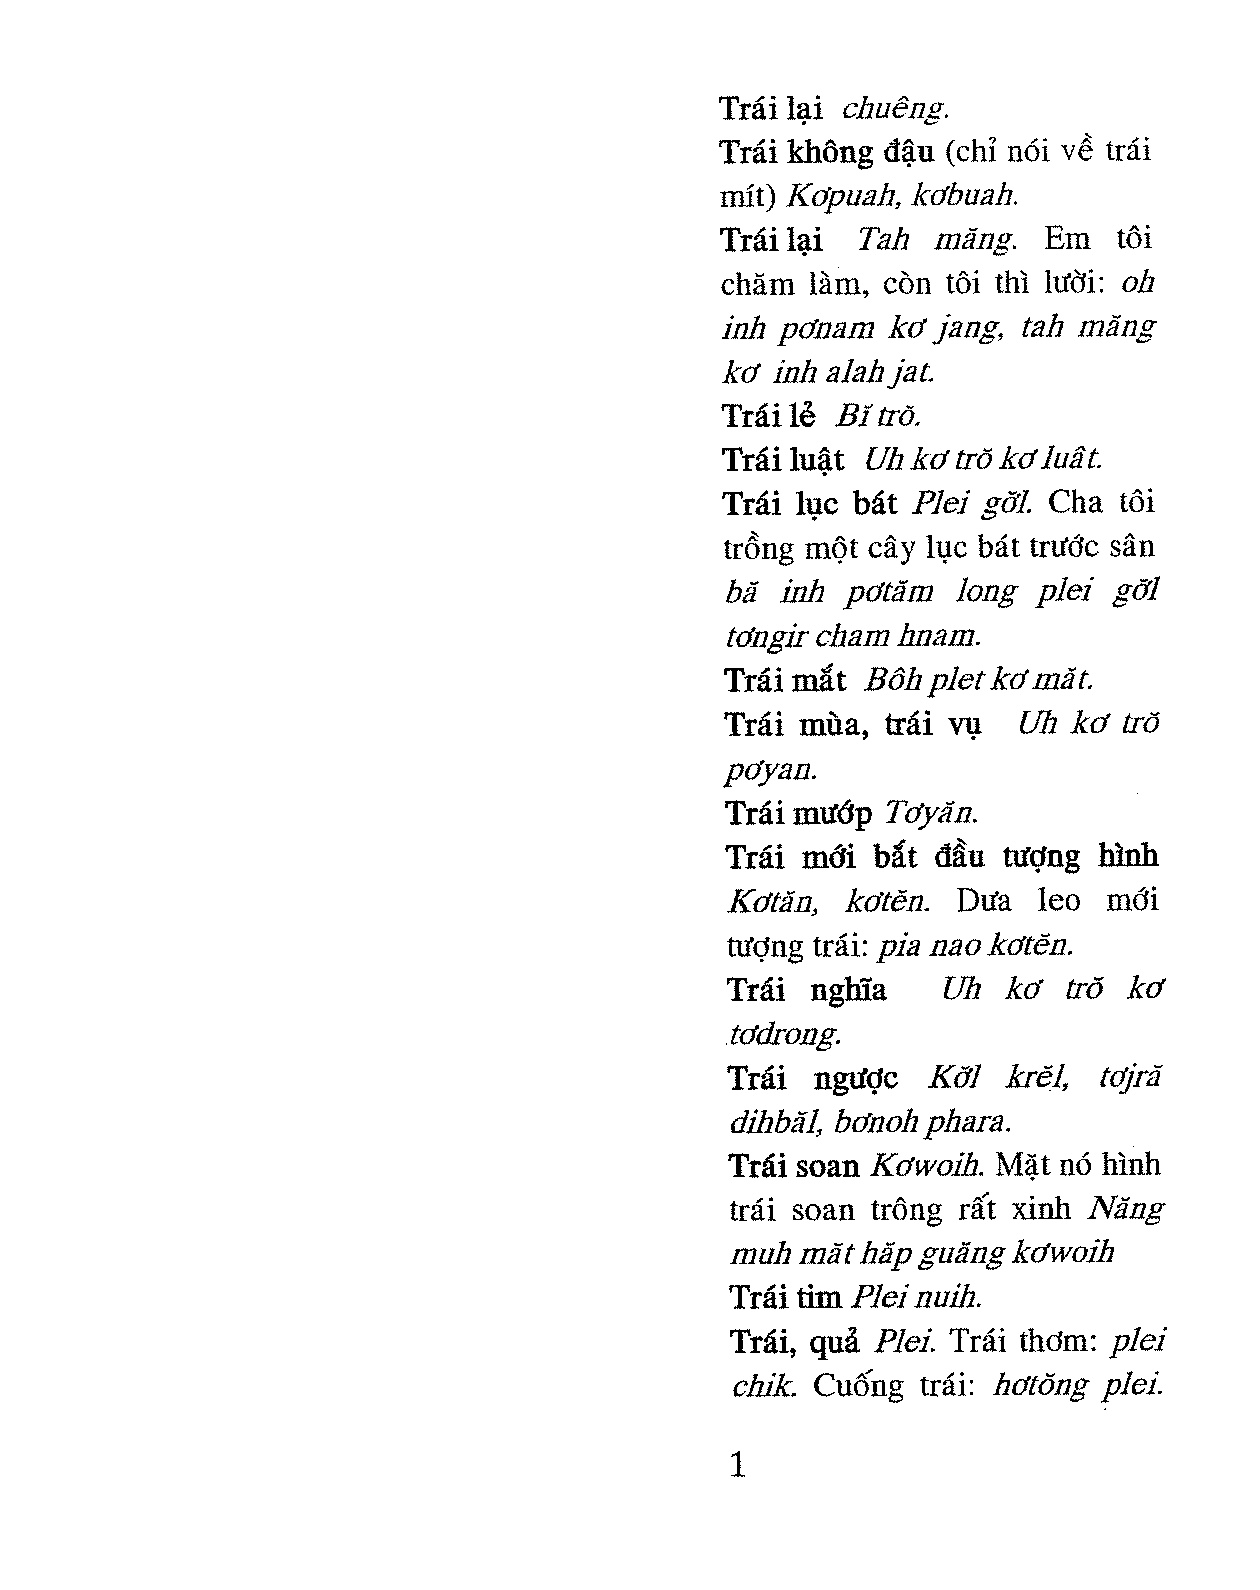 Trái lại chuêng.
Trái không đậu (chỉ nói về trái
mít) Kơpuah, kơbuah.
Trái lại Tah măng. Em tôi
chăm làm, còn tôi thì lười: oh
inh pơnam kơ jang, tah măng
kơ inh alah jat.
Trái lẻ Bĭ trŏ.
Trái luật Uh kơ trŏ kơ luât.
Trái lục bát Plei gơ̆l. Cha tôi
trồng một cây lục bát trước sân
bă inh pơtăm long plei gơ̆l
tơngir cham hnam.
Trái mắt Bôh plet kơ măt.
Trái mùa, trái vụ Uh kơ trŏ
pơyan.
Trái mướp Tơyăn.
Trái mới bắt đầu tượng hình
Kơtăn, kơtĕn. Dưa leo mới
tượng trái: pia nao kơtĕn.
Trái nghĩa Uh kơ trŏ kơ
tơdrong.
Trái ngược Kơ̆l krĕl, tơjră
dihbăl, bơnoh phara.
Trái soan Kơwoih. Mặt nó hình
trái soan trông rất xinh Năng
muh măt hăp guăng kơwoih
Trái tim Plei nuih.
Trái, quả Plei. Trái thơm: plei
chik. Cuống trái: hơtŏng plei.
1